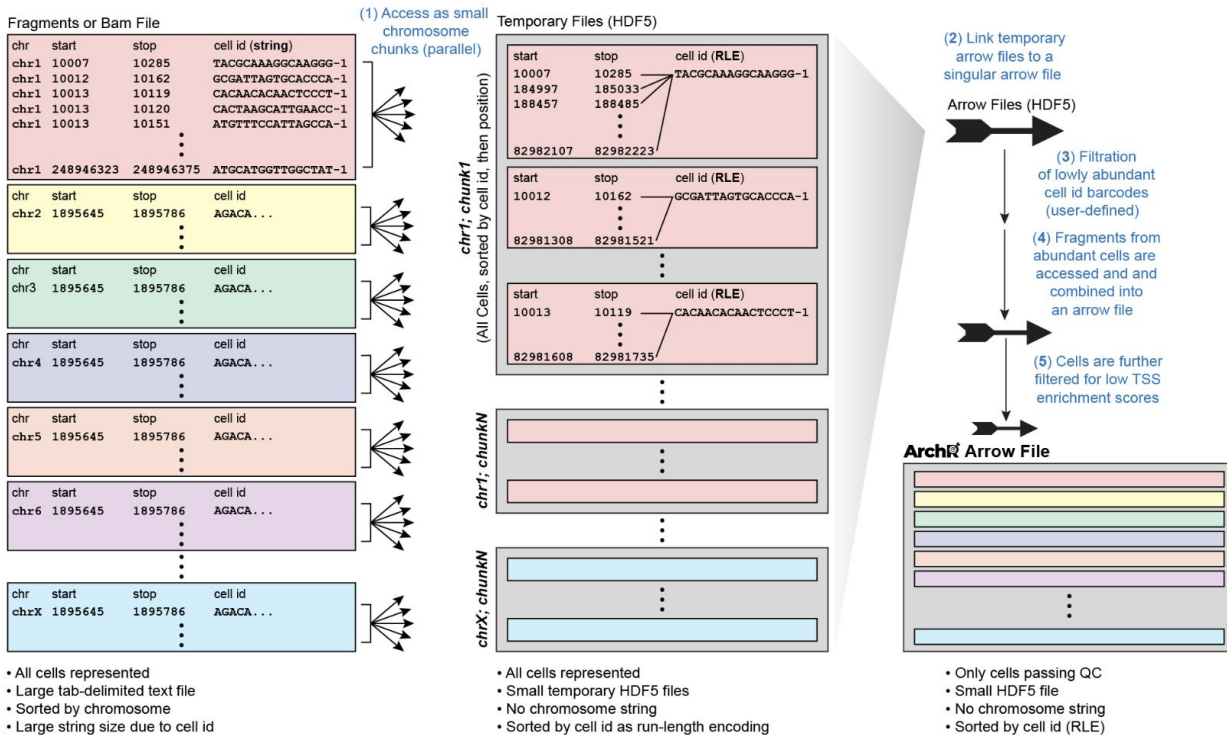 Fragments or Bam File
chr start stop cell id (string)
chr1 10007 10285 TACGCAAAGGCAAGGG-1
chr1 10012 10162 GCGATTAGTGCACCCA-1
chr1 10013 10119 CACAACACAACTCCCT-1
chr1 10013 10120 CACTAAGCATTGAACC-1
chr1 10013 10151 ATGTTTCCATTAGCCA-1
chr1 248946323 248946375 ATGCATGGTTGGCTAT-1
chr start stop cell id
chr2 1895645 1895786 AGACA...
chr start stop cell id
chr3 1895645 1895786 AGACA...
chr start stop cell id
chr4 1895645 1895786 AGACA...
chr start stop cell id
chr5 1895645 1895786 AGACA...
chr start stop cell id
chr6 1895645 1895786 AGACA...
chr start stop cell id
chrX 1895645 1895786 AGACA...
• All cells represented
• Large tab-delimited text file
• Sorted by chromosome
• Large string size due to cell id
(1) Access as small
chromosome
chunks (parallel)
Temporary Files (HDF5)
chr1; chunk1
(All Cells, sorted by cell id, then position)
start stop cell id (RLE)
10007 10285 TACGCAAAGGCAAGGG-1
184997 185033
188457 188485
82982107 82982223
start stop cell id (RLE)
10012 10162 GCGATTAGTGCACCCA-1
82981308 82981521
start stop cell id (RLE)
10013 10119 CACAACACAACTCCCT-1
82981608 82981735
chr1; chunkN
chrX; chunkN
• All cells represented
• Small temporary HDF5 files
• No chromosome string
• Sorted by cell id as run-length encoding
(2) Link temporary
arrow files to a
singular arrow file
Arrow Files (HDF5)
(3) Filtration
of lowly abundant
cell id barcodes
(user-defined)
(4) Fragments from
abundant cells are
accessed and and
combined into
an arrow file
(5) Cells are further
filtered for low TSS
enrichment scores
ArchR Arrow File
• Only cells passing QC
• Small HDF5 file
• No chromosome string
• Sorted by cell id (RLE)